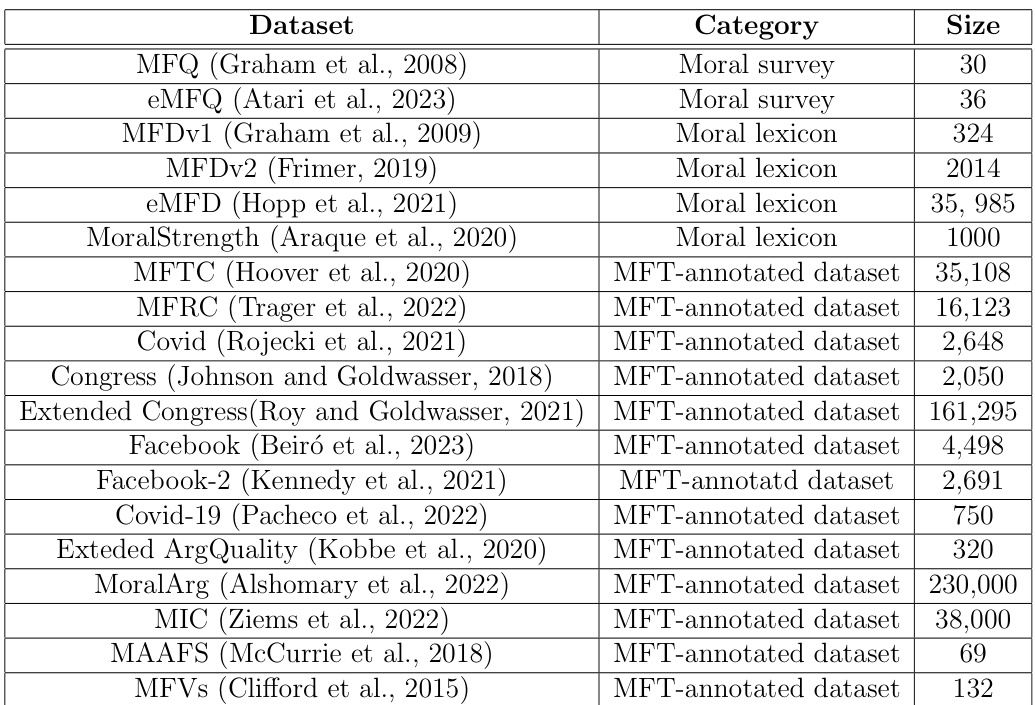 Dataset Category Size
MFQ (Graham et al., 2008) Moral survey 30
eMFQ (Atari et al., 2023) Moral survey 36
MFDv1 (Graham et al., 2009) Moral lexicon 324
MFDv2 (Frimer, 2019) Moral lexicon 2014
eMFD (Hopp et al., 2021) Moral lexicon 35, 985
MoralStrength (Araque et al., 2020) Moral lexicon 1000
MFTC (Hoover et al., 2020) MFT-annotated dataset 35,108
MFRC (Trager et al., 2022) MFT-annotated dataset 16,123
Covid (Rojecki et al., 2021) MFT-annotated dataset 2,648
Congress (Johnson and Goldwasser, 2018) MFT-annotated dataset 2,050
Extended Congress(Roy and Goldwasser, 2021) MFT-annotated dataset 161,295
Facebook (Beiró et al., 2023) MFT-annotated dataset 4,498
Facebook-2 (Kennedy et al., 2021) MFT-annotatd dataset 2,691
Covid-19 (Pacheco et al., 2022) MFT-annotated dataset 750
Exteded ArgQuality (Kobbe et al., 2020) MFT-annotated dataset 320
MoralArg (Alshomary et al., 2022) MFT-annotated dataset 230,000
MIC (Ziems et al., 2022) MFT-annotated dataset 38,000
MAAFS (McCurrie et al., 2018) MFT-annotated dataset 69
MFVs (Clifford et al., 2015) MFT-annotated dataset 132